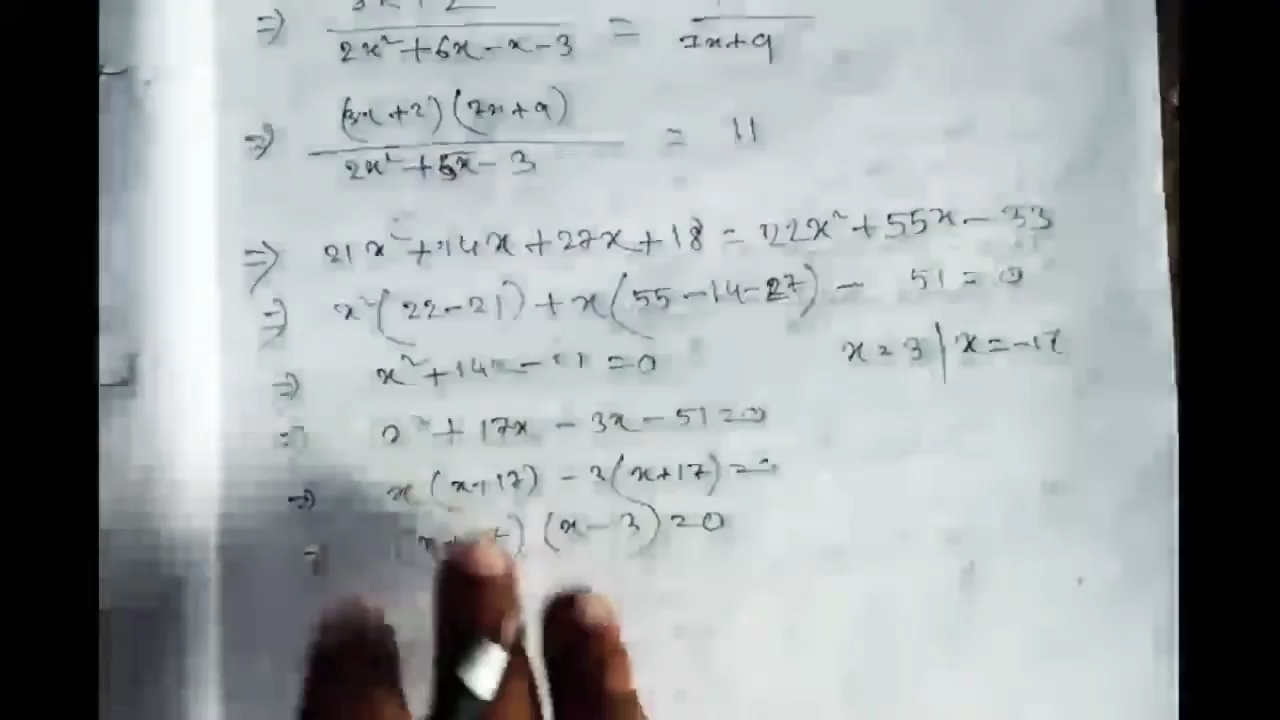 ⇒ 3x+2 / 2x²+6x-x-3 = / 7x+9
⇒ (3x+2)(7x+9) / 2x²+5x-3 = 11
⇒ 21x²+14x+27x+18 = 22x²+55x-33
⇒ x²(22-21)+x(55-14-27) - 51=0
⇒ x²+14x-51=0 x=3 | x=-17
⇒ x²+17x-3x-51=0
⇒ x(x+17)-3(x+17)=0
⇒ (x-3)=0